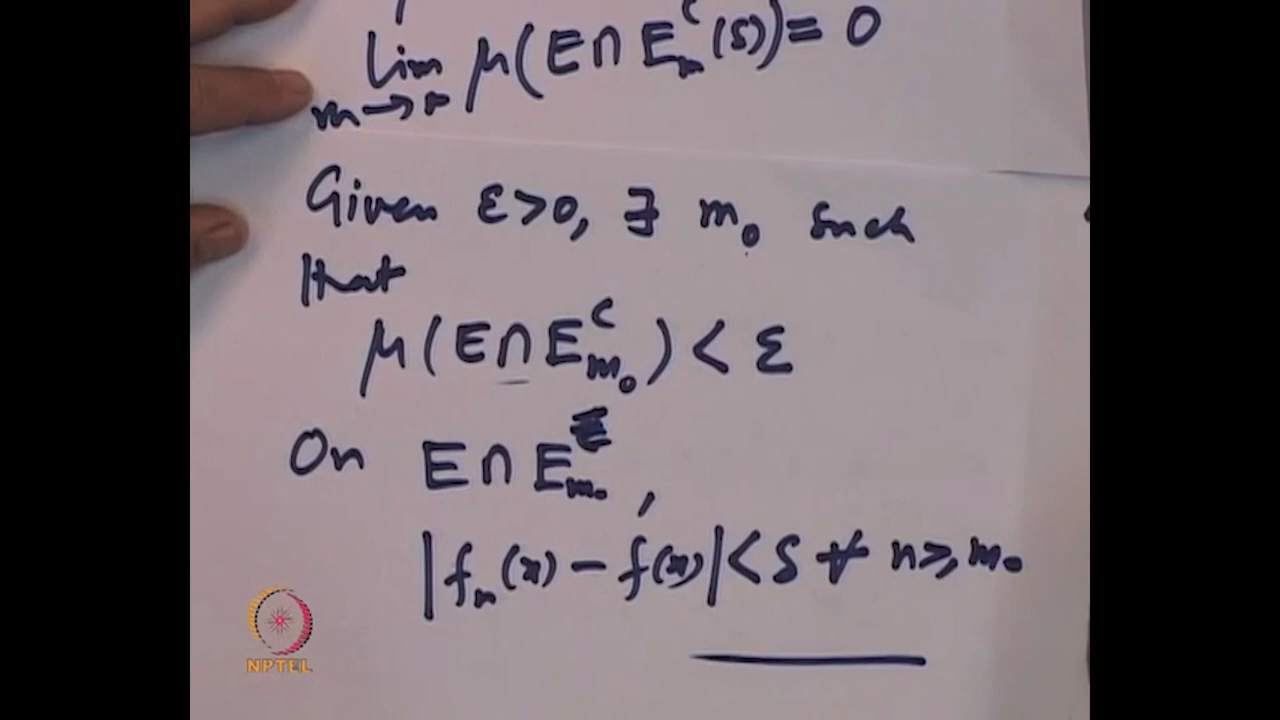 lim μ(E∩E_m^c(δ)) = 0
m→∞
Given ε>0, ∃ m₀ such
that
μ(E∩E_{m₀}^c) < ε
On E∩E_{m₀},
|f_n(x) − f(x)| < δ ∀ n ≥ m₀
NPTEL